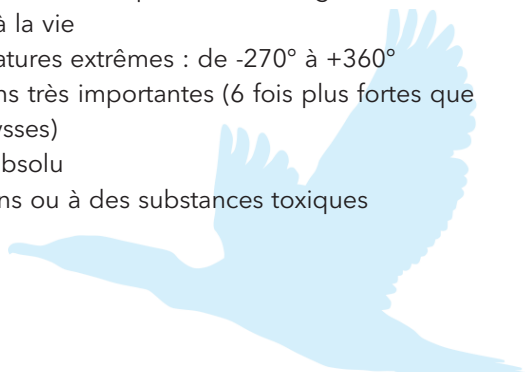 à la vie
atures extrêmes : de -270° à +360°
ns très importantes (6 fois plus fortes que
ysses)
bsolu
ns ou à des substances toxiques